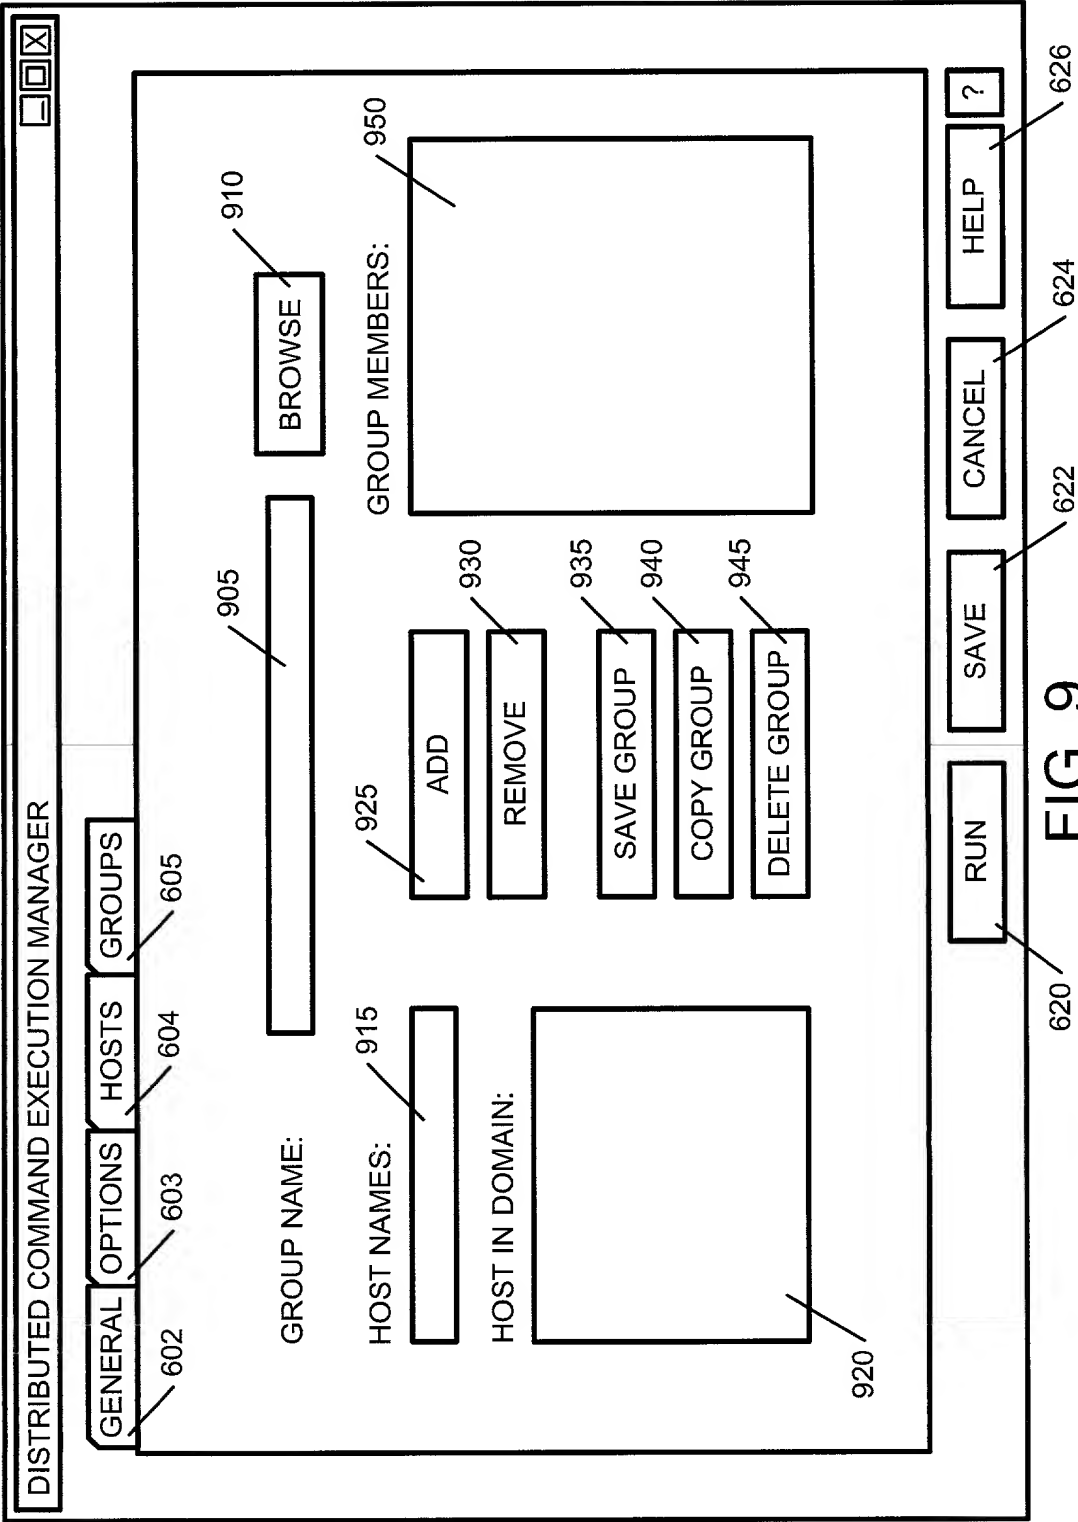 DISTRIBUTED COMMAND EXECUTION MANAGER
_ X
GENERAL OPTIONS HOSTS GROUPS
602 603 604 605
905 910
GROUP NAME: BROWSE
HOST NAMES: 915 925 930 GROUP MEMBERS: 950
ADD
HOST IN DOMAIN: REMOVE
935
SAVE GROUP
940
COPY GROUP
945
DELETE GROUP
920
RUN SAVE CANCEL HELP ?
620 622 624 626
FIG 9